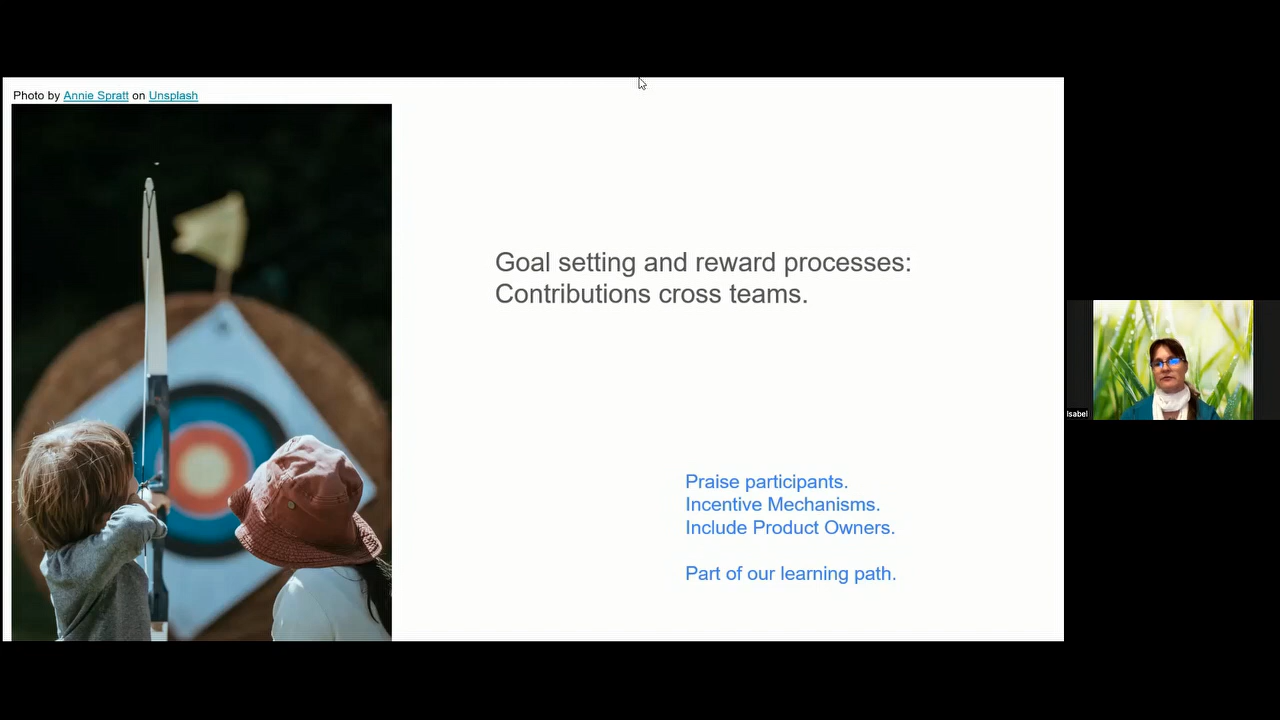 Photo by Annie Spratt on Unsplash
Goal setting and reward processes:
Contributions cross teams.
Praise participants.
Incentive Mechanisms.
Include Product Owners.
Part of our learning path.
Isabel